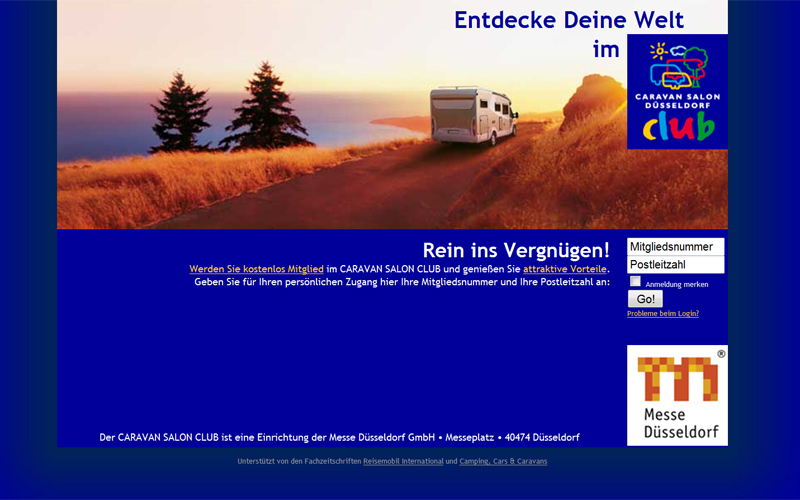 Entdecke Deine Welt
im
CARAVAN SALON
DÜSSELDORF
club
Rein ins Vergnügen!
Werden Sie kostenlos Mitglied im CARAVAN SALON CLUB und genießen Sie attraktive Vorteile.
Geben Sie für Ihren persönlichen Zugang hier Ihre Mitgliedsnummer und Ihre Postleitzahl an:
Mitgliedsnummer
Postleitzahl
Anmeldung merken
Go!
Probleme beim Login?
®
Messe
Düsseldorf
Der CARAVAN SALON CLUB ist eine Einrichtung der Messe Düsseldorf GmbH • Messeplatz • 40474 Düsseldorf
Unterstützt von den Fachzeitschriften Reisemobil International und Camping, Cars & Caravans